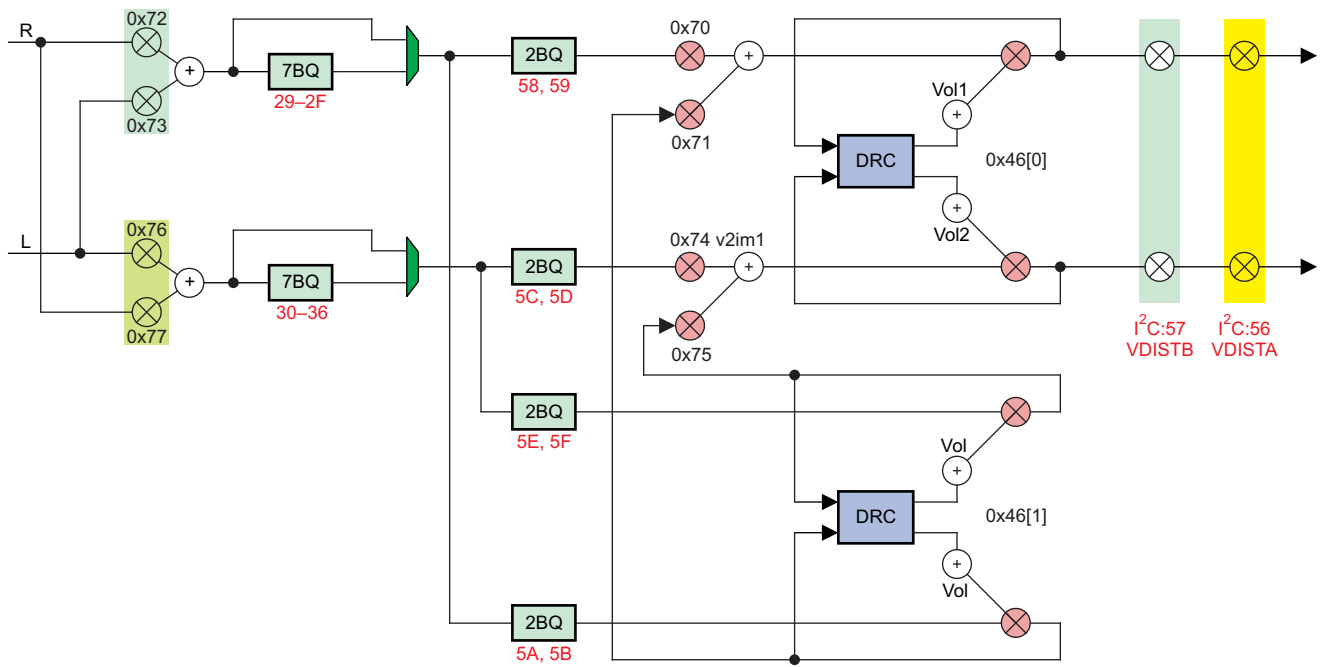 R
0x72
0x73
7BQ
29–2F
2BQ
58, 59
0x70
0x71
Vol1
DRC
0x46[0]
Vol2
L
0x76
0x77
7BQ
30–36
2BQ
5C, 5D
0x74 v2im1
0x75
I²C:57
VDISTB
I²C:56
VDISTA
2BQ
5E, 5F
Vol
DRC
0x46[1]
Vol
2BQ
5A, 5B